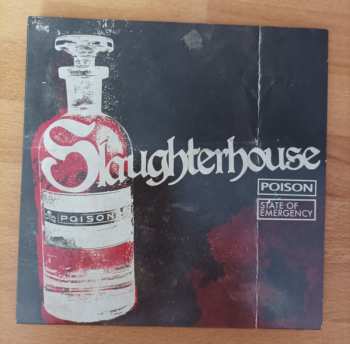 Slaughterhouse
POISON
STATE OF
EMERGENCY
POISON